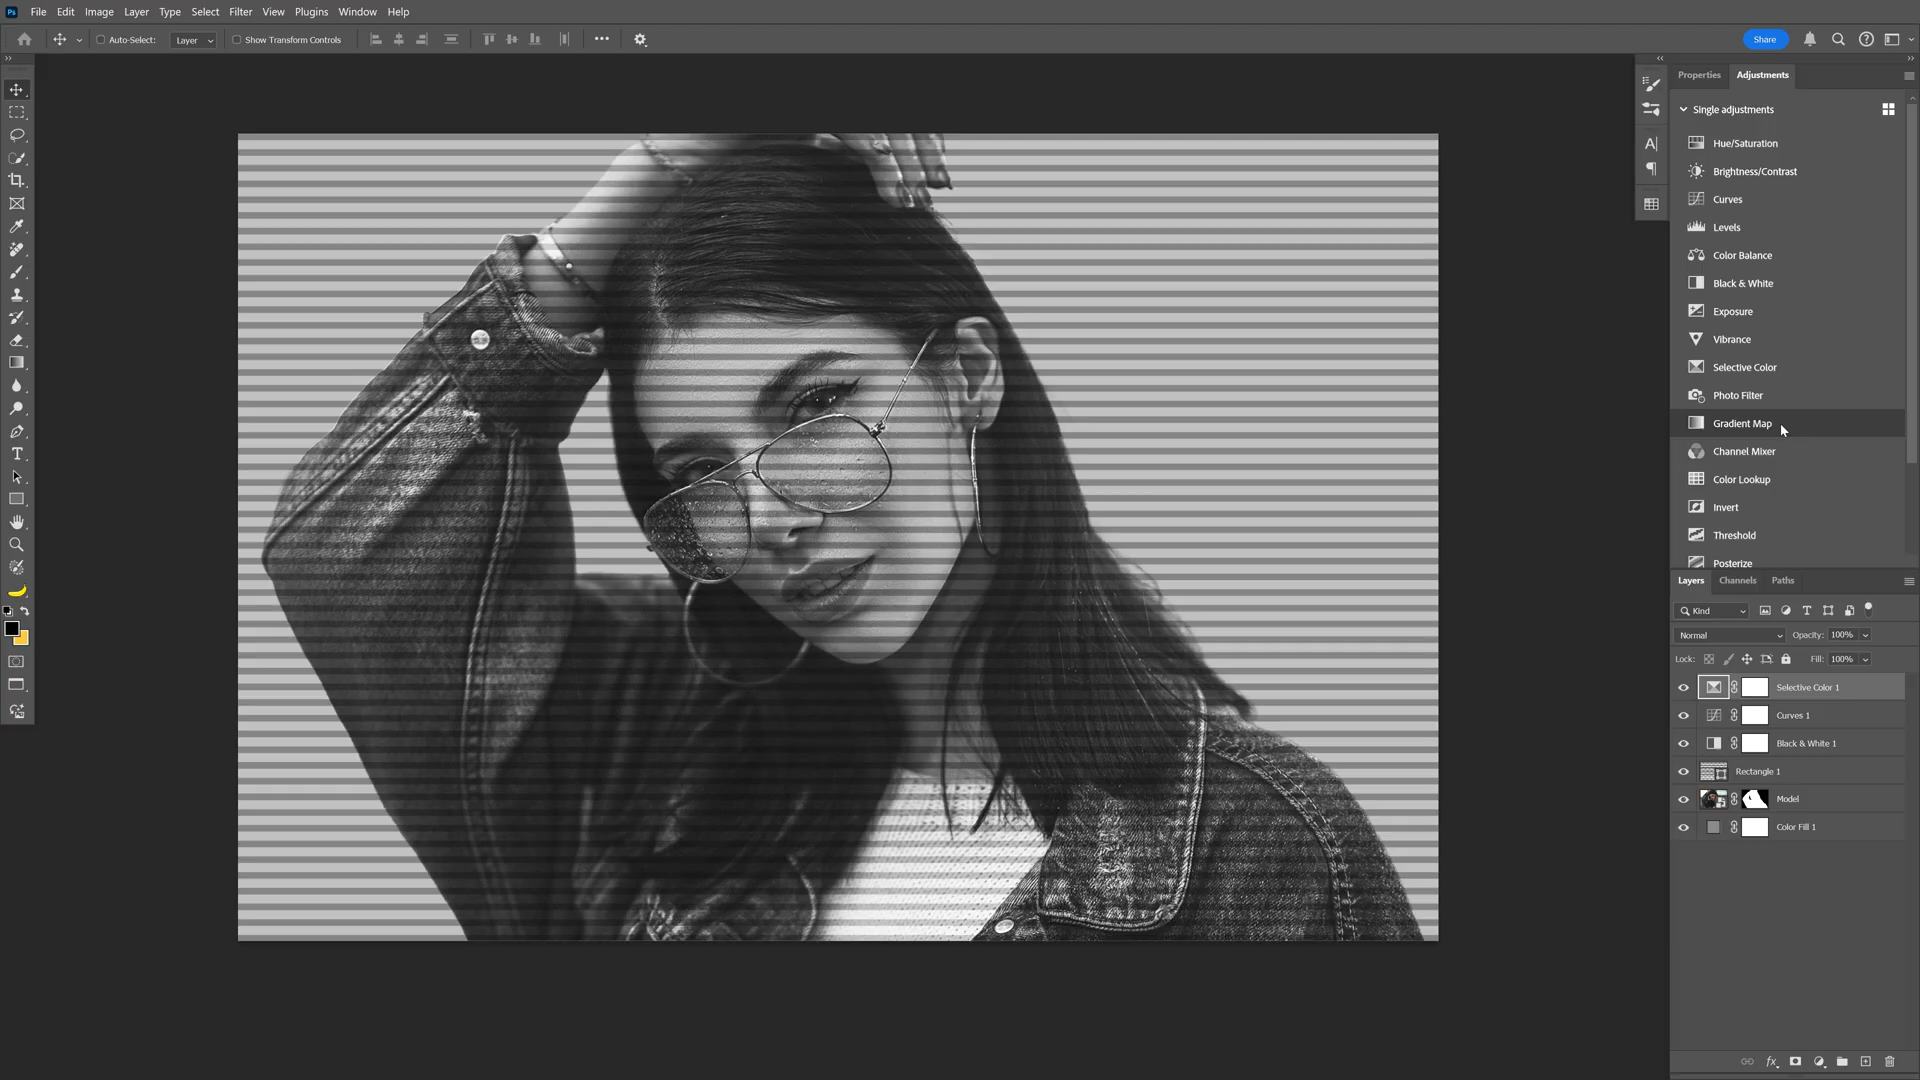 Ps File Edit Image Layer Type Select Filter View Plugins Window Help
Auto-Select: Layer Show Transform Controls Share
Properties Adjustments
Single adjustments
Hue/Saturation
Brightness/Contrast
Curves
Levels
Color Balance
Black & White
Exposure
Vibrance
Selective Color
Photo Filter
Gradient Map
Channel Mixer
Color Lookup
Invert
Threshold
Posterize
Layers Channels Paths
Kind
Normal Opacity: 100%
Lock: Fill: 100%
Selective Color 1
Curves 1
Black & White 1
Rectangle 1
Model
Color Fill 1